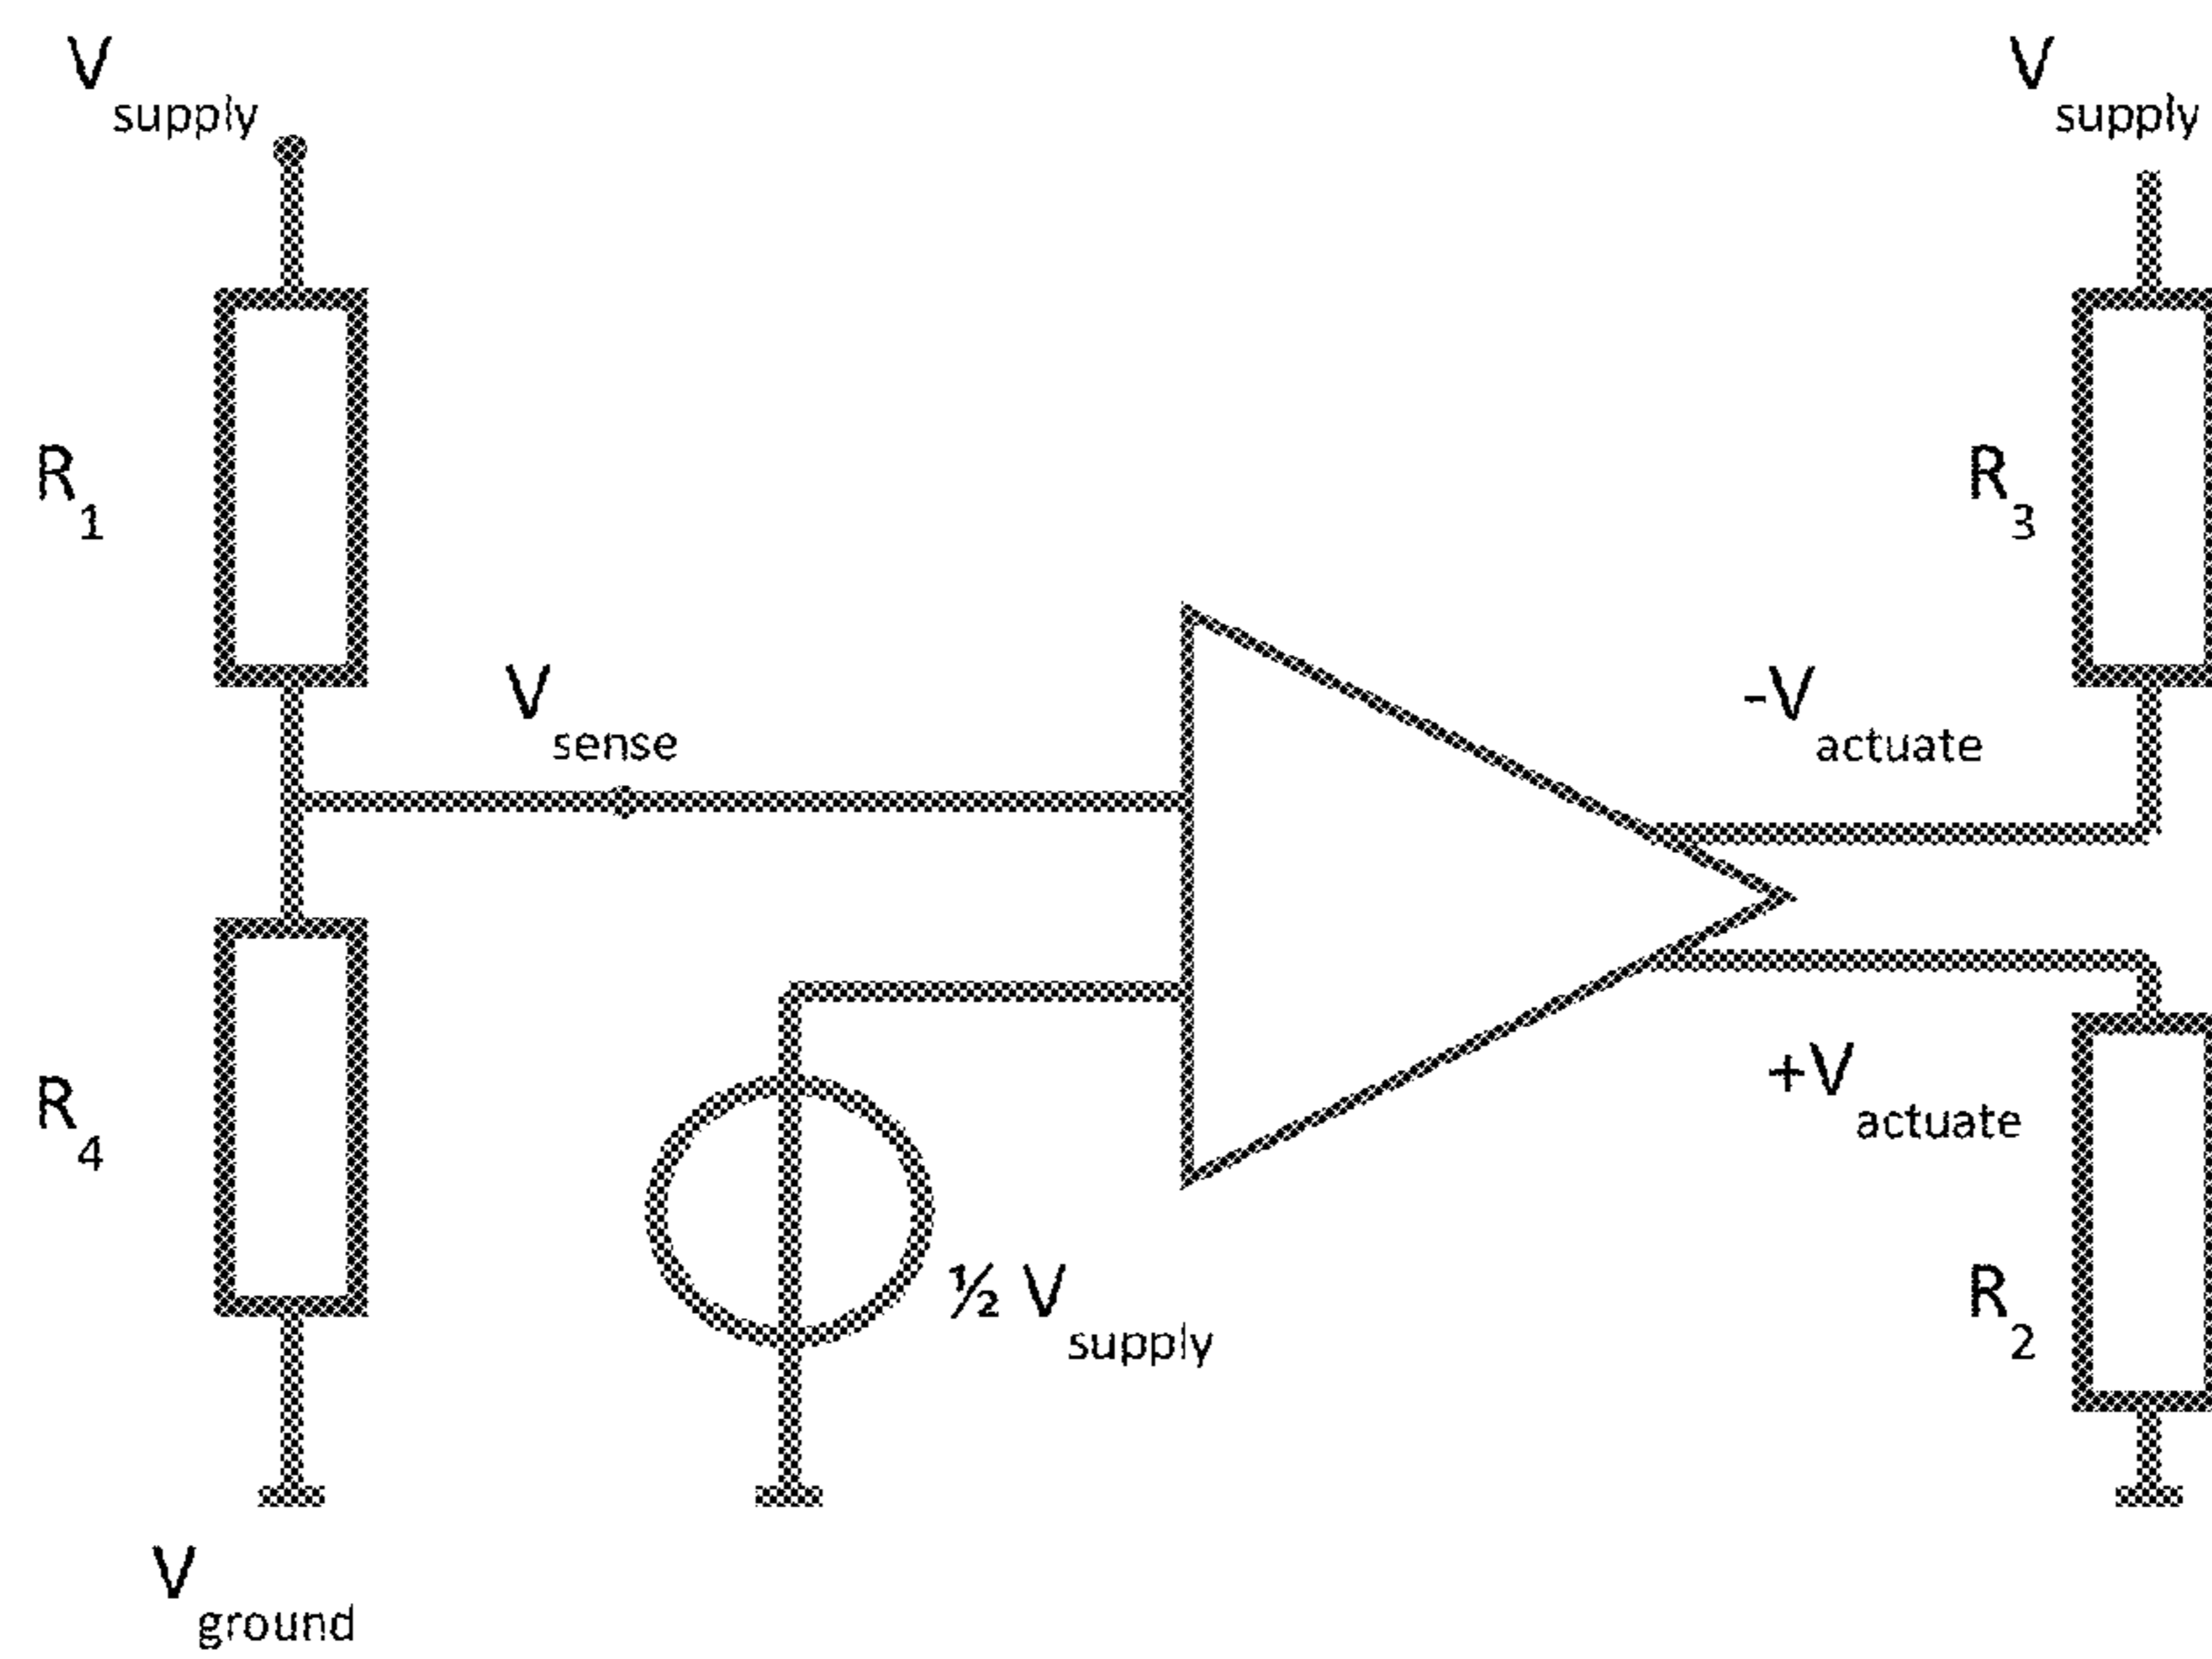 V supply
V supply
R 1
R 3
V sense
-V actuate
+V actuate
R 4
½ V supply
R 2
V ground